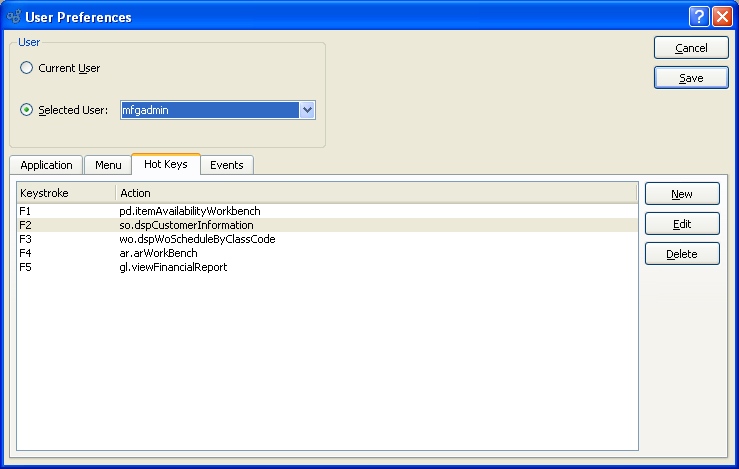 User Preferences
User
Current User
Cancel
Save
Selected User: mfgadmin
Application Menu Hot Keys Events
Keystroke Action
F1 pd.itemAvailabilityWorkbench
F2 so.dspCustomerInformation
F3 wo.dspWoScheduleByClassCode
F4 ar.arWorkBench
F5 gl.viewFinancialReport
New
Edit
Delete